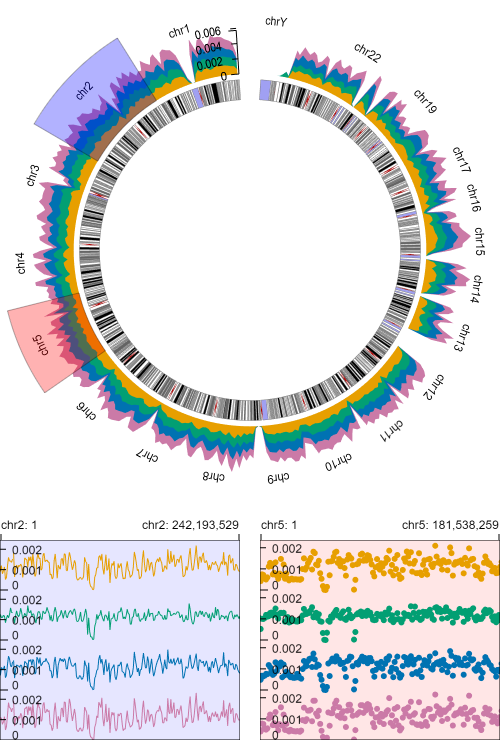 chrY
chr1
0.006
0.004
0.002
0
chr22
chr2
chr19
chr17
chr3
chr16
chr15
chr4
chr14
chr13
chr5
chr12
chr6
chr11
chr7
chr10
chr8
chr9
chr2: 1
chr2: 242,193,529
chr5: 1
chr5: 181,538,259
0.002
0.001
0
0.002
0.001
0
0.002
0.001
0
0.002
0.001
0
0.002
0.001
0
0.002
0.001
0
0.002
0.001
0
0.002
0.001
0